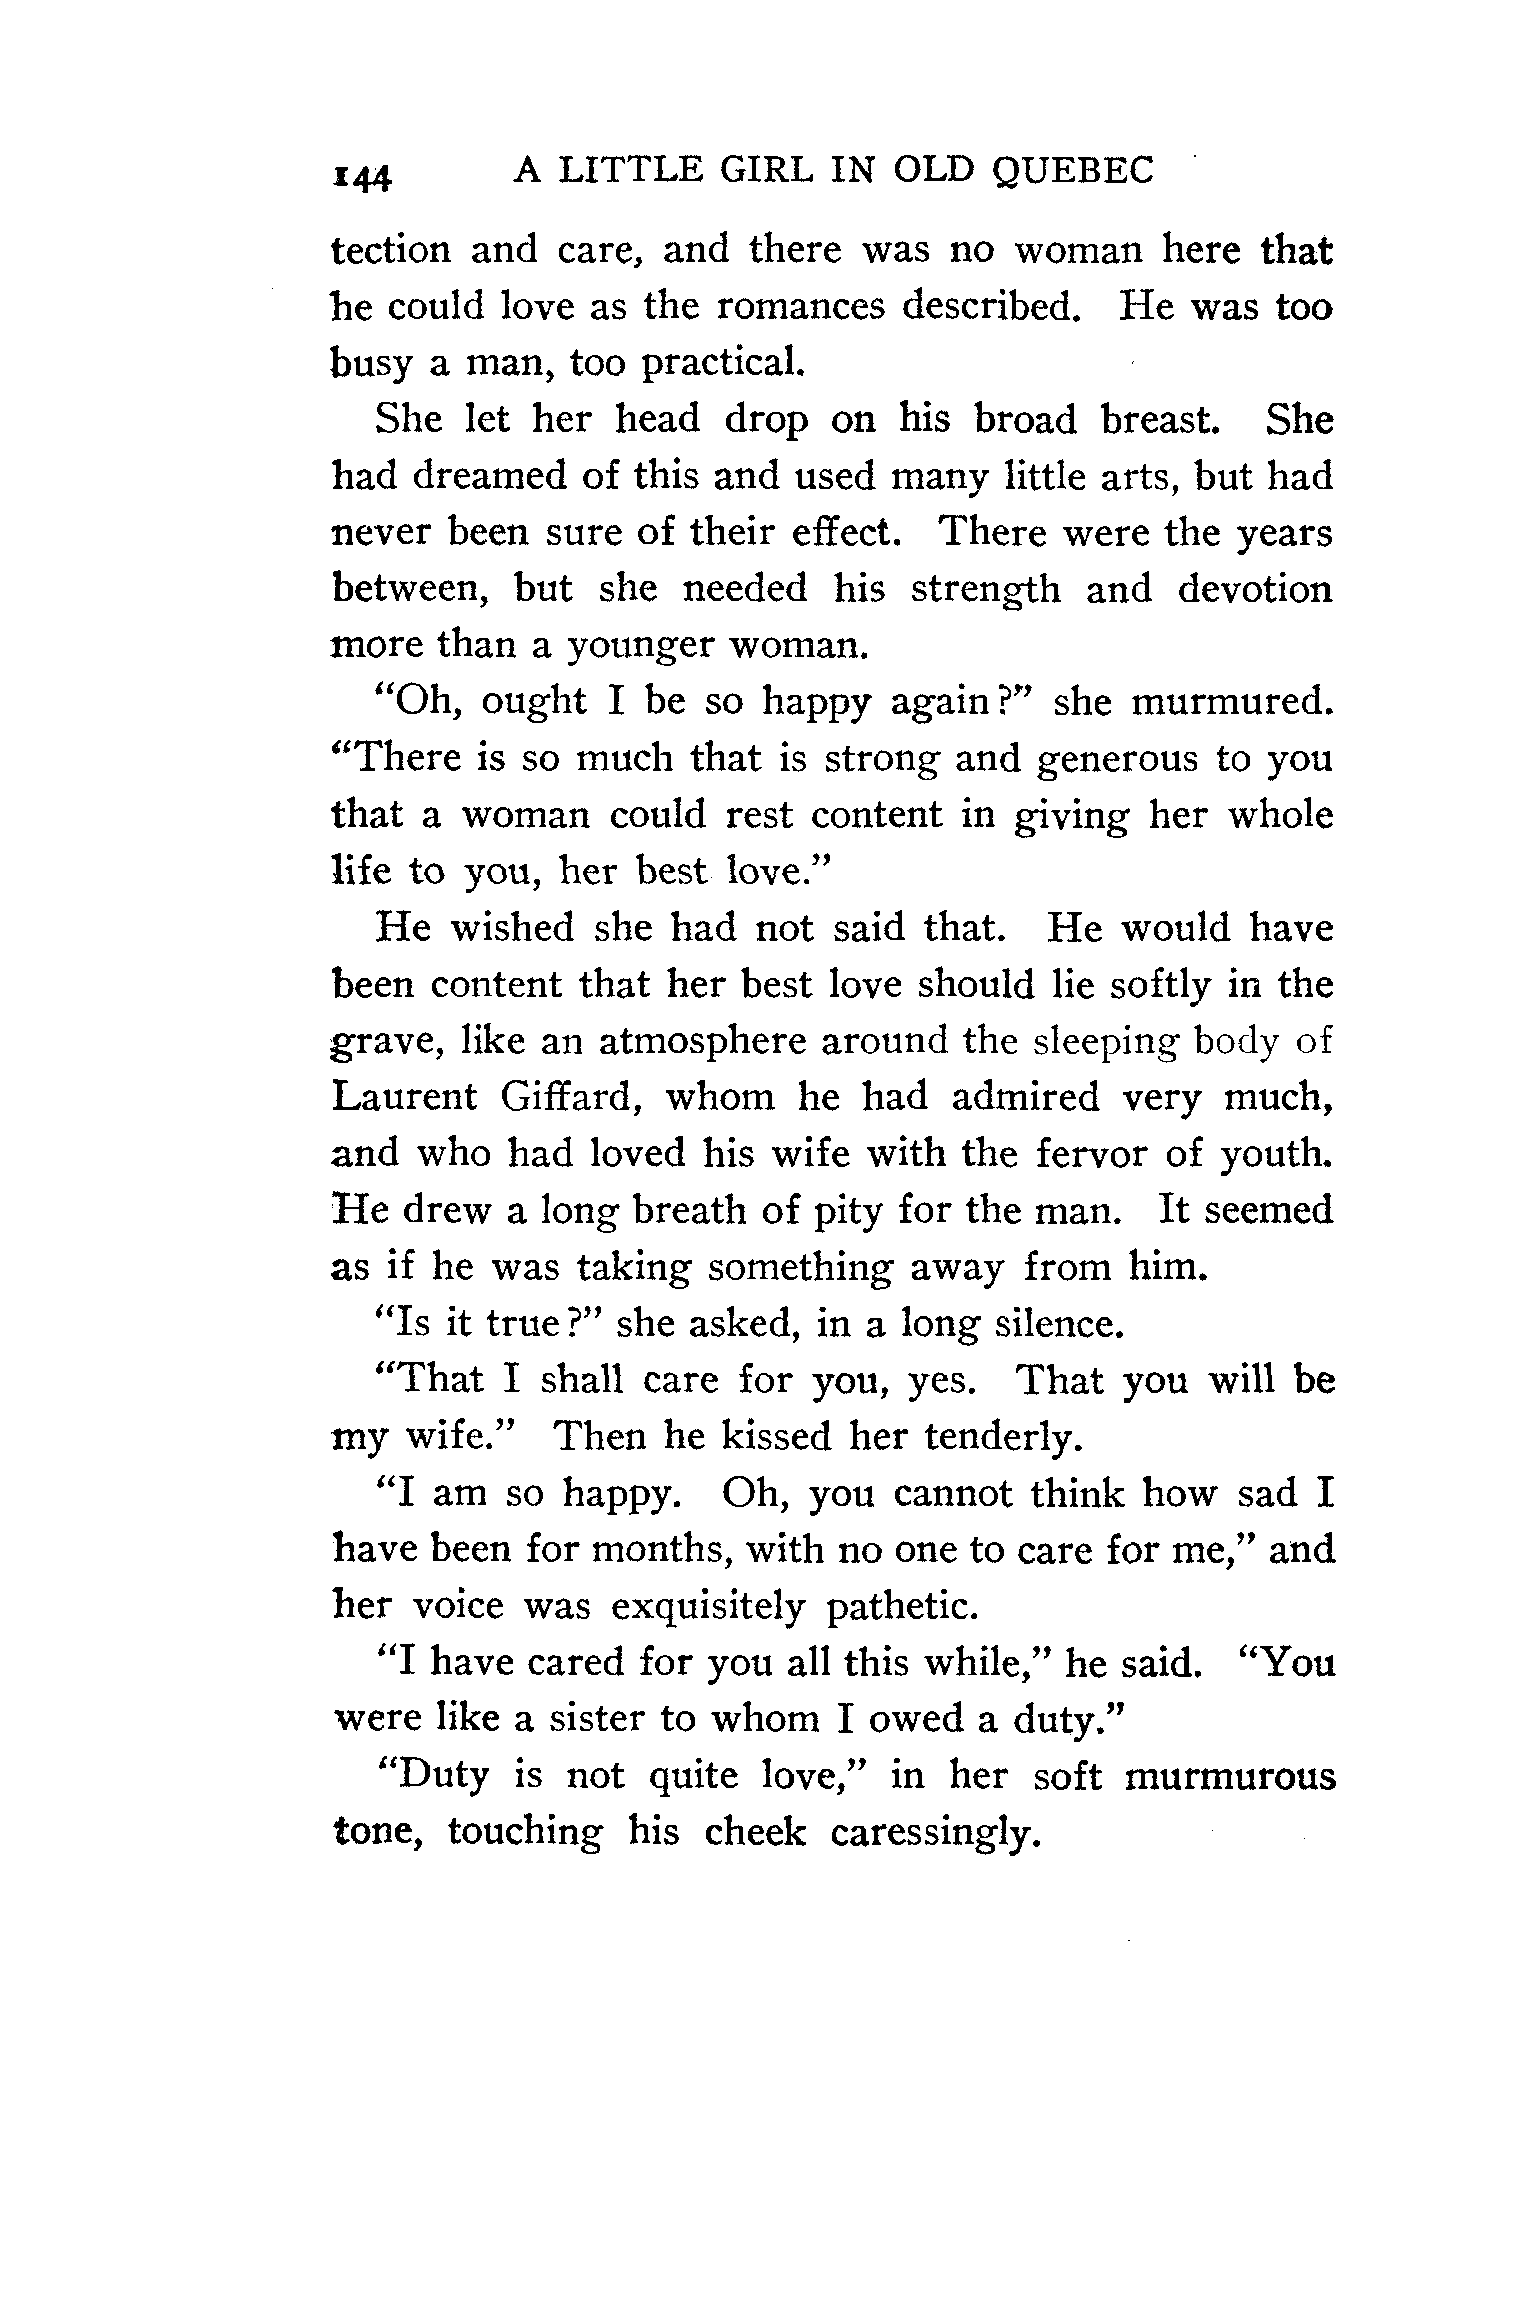 144 A LITTLE GIRL IN OLD QUEBEC
tection and care, and there was no woman here that
he could love as the romances described. He was too
busy a man, too practical.
She let her head drop on his broad breast. She
had dreamed of this and used many little arts, but had
never been sure of their effect. There were the years
between, but she needed his strength and devotion
more than a younger woman.
“Oh, ought I be so happy again?” she murmured.
“There is so much that is strong and generous to you
that a woman could rest content in giving her whole
life to you, her best love.”
He wished she had not said that. He would have
been content that her best love should lie softly in the
grave, like an atmosphere around the sleeping body of
Laurent Giffard, whom he had admired very much,
and who had loved his wife with the fervor of youth.
He drew a long breath of pity for the man. It seemed
as if he was taking something away from him.
“Is it true?” she asked, in a long silence.
“That I shall care for you, yes. That you will be
my wife.” Then he kissed her tenderly.
“I am so happy. Oh, you cannot think how sad I
have been for months, with no one to care for me,” and
her voice was exquisitely pathetic.
“I have cared for you all this while,” he said. “You
were like a sister to whom I owed a duty.”
“Duty is not quite love,” in her soft murmurous
tone, touching his cheek caressingly.